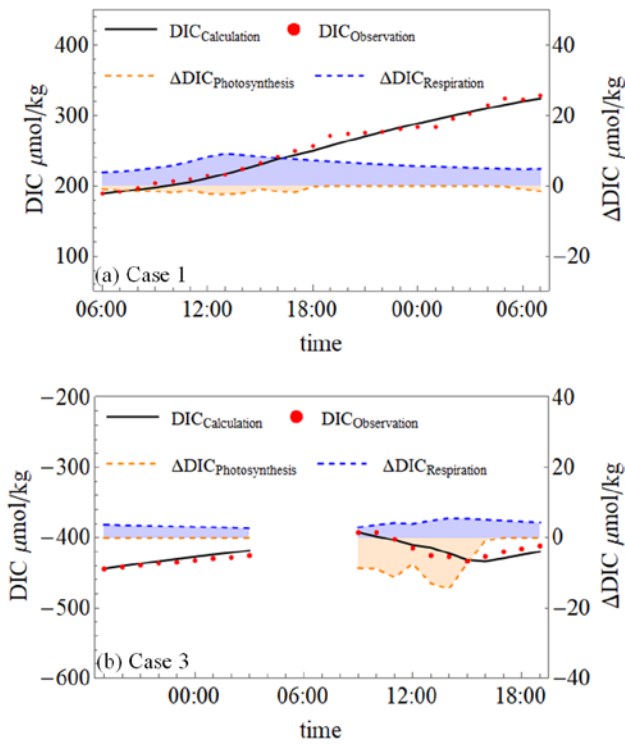 DIC_Calculation DIC_Observation
ΔDIC_Photosynthesis ΔDIC_Respiration
400
300
200
100
DIC μmol/kg
40
20
0
−20
ΔDIC μmol/kg
(a) Case 1
06:00 12:00 18:00 00:00 06:00
time
DIC_Calculation DIC_Observation
ΔDIC_Photosynthesis ΔDIC_Respiration
−200
−300
−400
−500
−600
DIC μmol/kg
40
20
0
−20
−40
ΔDIC μmol/kg
(b) Case 3
00:00 06:00 12:00 18:00
time